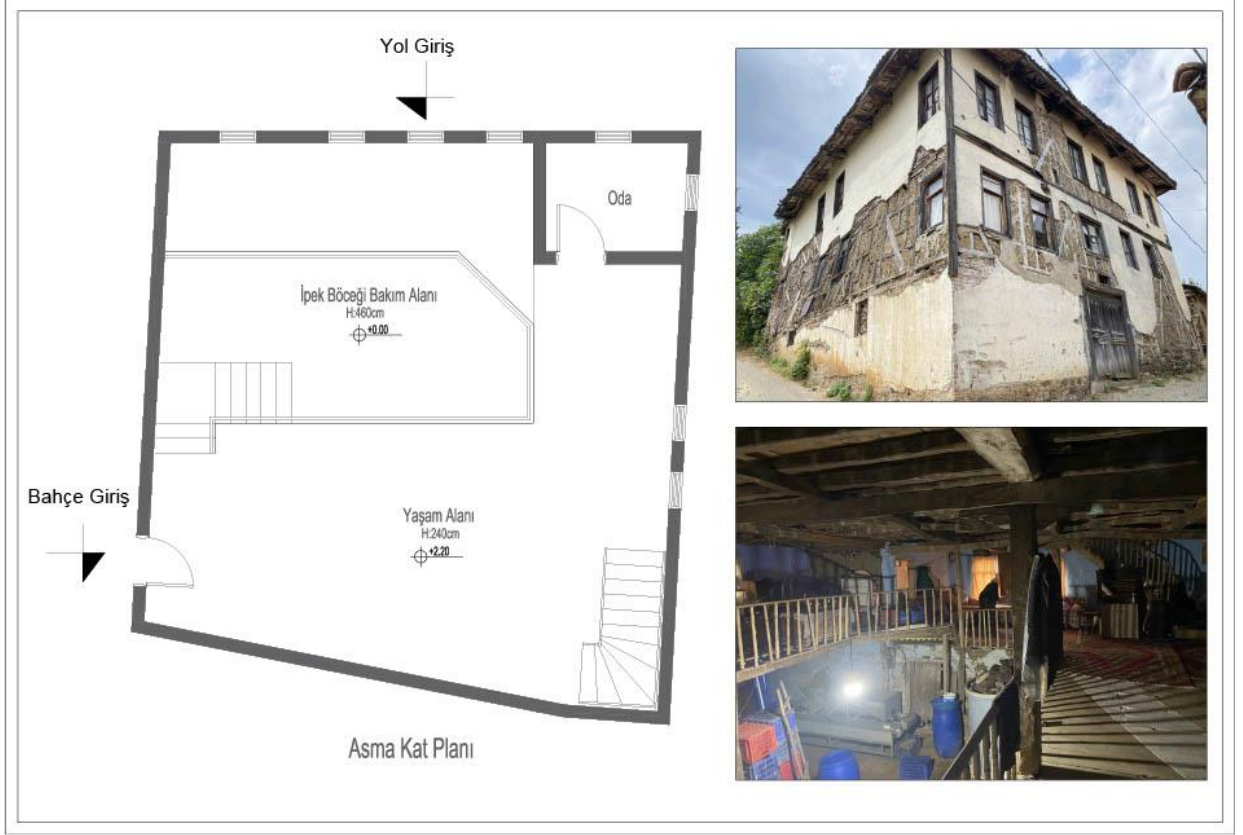 Yol Giriş
Oda
İpek Böceği Bakım Alanı
H:460cm
+0.00
Bahçe Giriş
Yaşam Alanı
H:240cm
+2.20
Asma Kat Planı